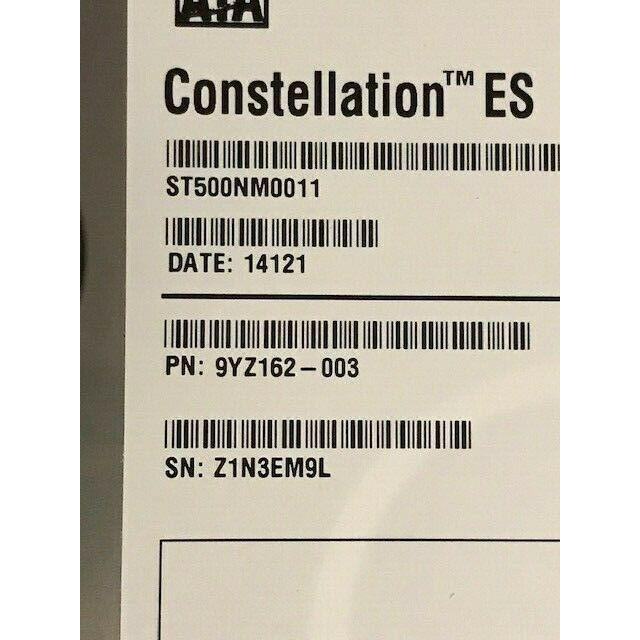 Constellation™ ES
ST500NM0011
DATE: 14121
PN: 9YZ162-003
SN: Z1N3EM9L